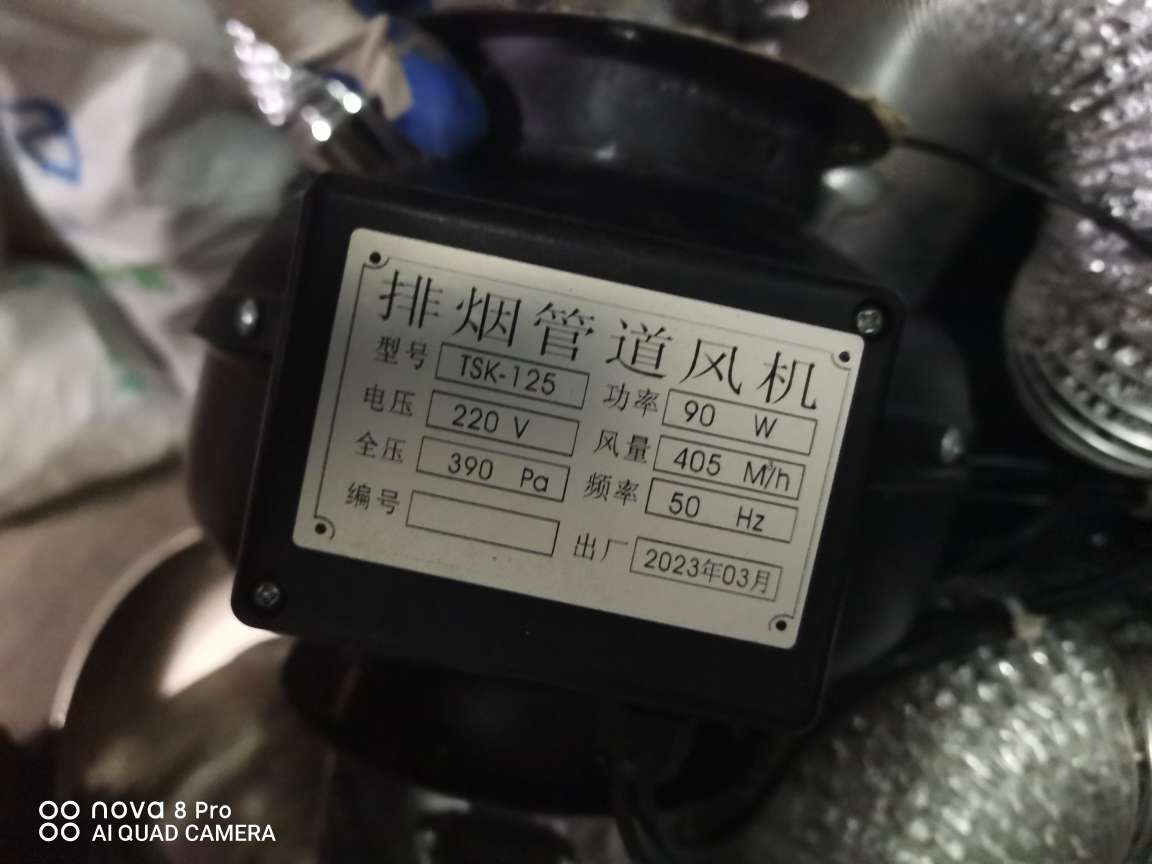 排烟管道风机
型号 TSK-125 功率 90 W
电压 220 V 风量 405 M³/h
全压 390 Pa 频率 50 Hz
编号 出厂 2023年03月
nova 8 Pro
AI QUAD CAMERA